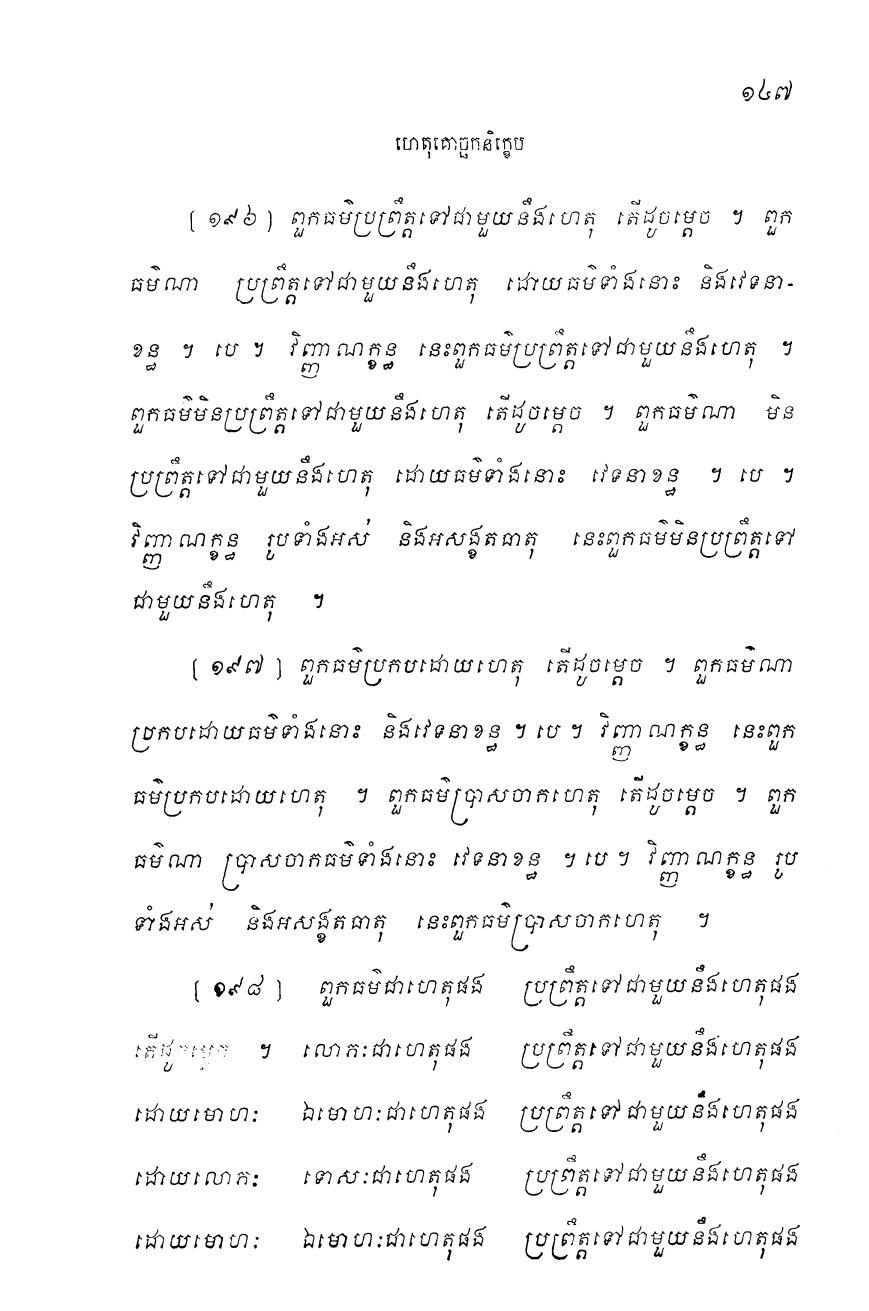 ១៤៧
ហេតុគោច្ឆកនិក្ខេប
(១៩៦) ពួកធម៌ប្រព្រឹត្តទៅជាមួយនឹងហេតុ តើដូចម្តេច ។ ពួក
ធម៌ណា ប្រព្រឹត្តទៅជាមួយនឹងហេតុ ដោយធម៌ទាំងនោះ និងវេទនា-
ខន្ធ ។ បេ ។ វិញ្ញាណក្ខន្ធ នេះពួកធម៌ប្រព្រឹត្តទៅជាមួយនឹងហេតុ ។
ពួកធម៌មិនប្រព្រឹត្តទៅជាមួយនឹងហេតុ តើដូចម្តេច ។ ពួកធម៌ណា មិន
ប្រព្រឹត្តទៅជាមួយនឹងហេតុ ដោយធម៌ទាំងនោះ វេទនាខន្ធ ។ បេ ។
វិញ្ញាណក្ខន្ធ រូបទាំងអស់ និងអសង្ខតធាតុ នេះពួកធម៌មិនប្រព្រឹត្តទៅ
ជាមួយនឹងហេតុ ។
(១៩៧) ពួកធម៌ប្រកបដោយហេតុ តើដូចម្តេច ។ ពួកធម៌ណា
ប្រកបដោយធម៌ទាំងនោះ និងវេទនាខន្ធ ។ បេ ។ វិញ្ញាណក្ខន្ធ នេះពួក
ធម៌ប្រកបដោយហេតុ ។ ពួកធម៌ប្រាសចាកហេតុ តើដូចម្តេច ។ ពួក
ធម៌ណា ប្រាសចាកធម៌ទាំងនោះ វេទនាខន្ធ ។ បេ ។ វិញ្ញាណក្ខន្ធ រូប
ទាំងអស់ និងអសង្ខតធាតុ នេះពួកធម៌ប្រាសចាកហេតុ ។
(១៩៨) ពួកធម៌ជាហេតុផង ប្រព្រឹត្តទៅជាមួយនឹងហេតុផង
តើដូចម្តេច ។ លោភៈជាហេតុផង ប្រព្រឹត្តទៅជាមួយនឹងហេតុផង
ដោយមោហៈ ឯមោហៈជាហេតុផង ប្រព្រឹត្តទៅជាមួយនឹងហេតុផង
ដោយលោភៈ ទោសៈជាហេតុផង ប្រព្រឹត្តទៅជាមួយនឹងហេតុផង
ដោយមោហៈ ឯមោហៈជាហេតុផង ប្រព្រឹត្តទៅជាមួយនឹងហេតុផង